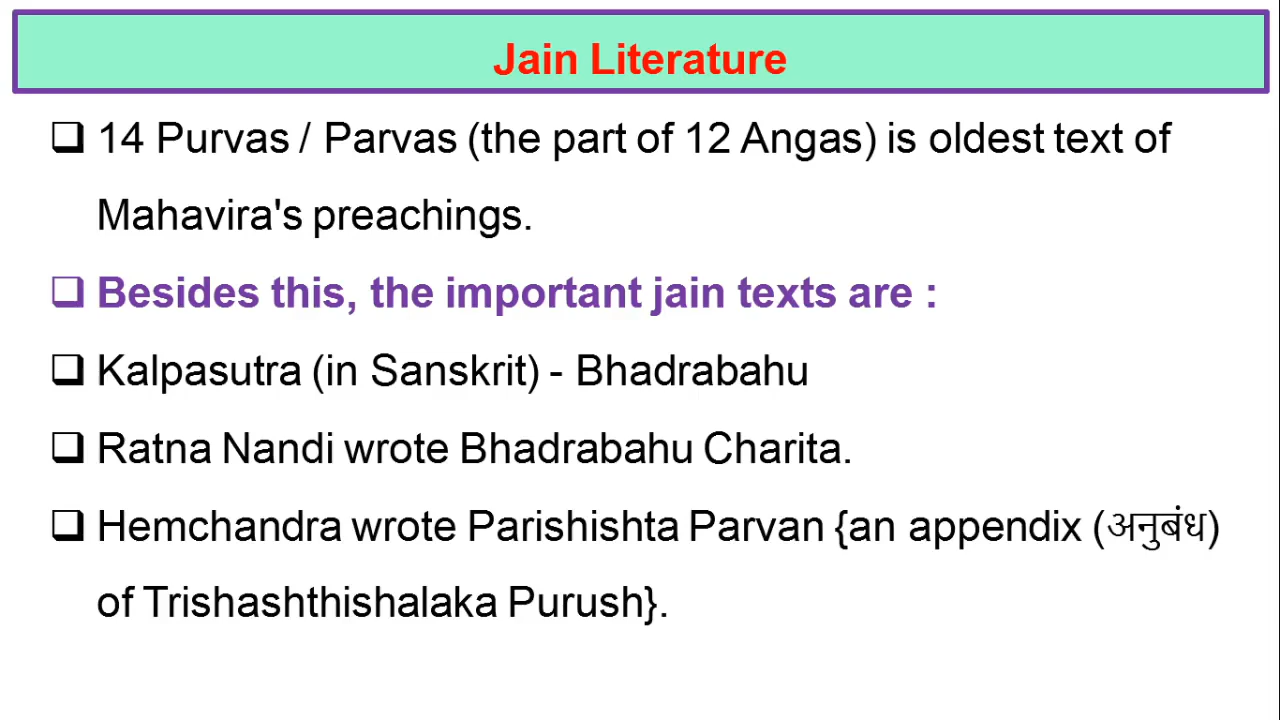 Jain Literature
❑ 14 Purvas / Parvas (the part of 12 Angas) is oldest text of
Mahavira's preachings.
❑ Besides this, the important jain texts are :
❑ Kalpasutra (in Sanskrit) - Bhadrabahu
❑ Ratna Nandi wrote Bhadrabahu Charita.
❑ Hemchandra wrote Parishishta Parvan {an appendix (अनुबंध)
of Trishashthishalaka Purush}.